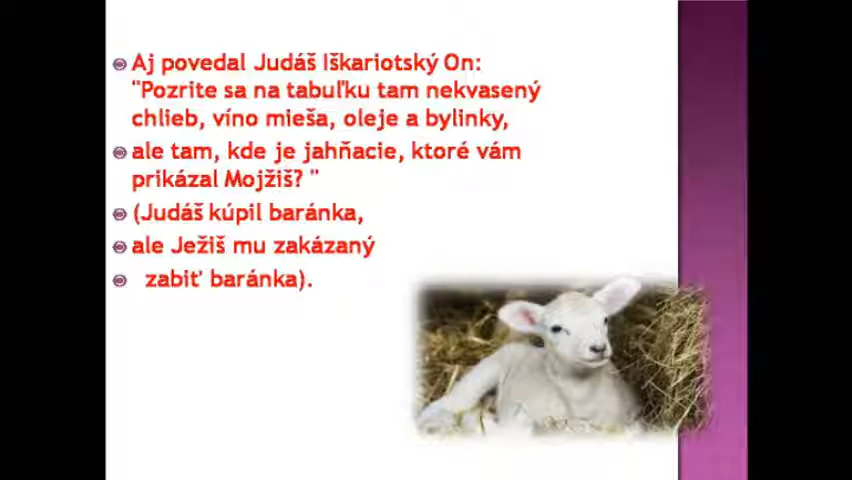 Aj povedal Judáš Iškariotský On:
"Pozrite sa na tabuľku tam nekvasený
chlieb, víno mieša, oleje a bylinky,
ale tam, kde je jahňacie, ktoré vám
prikázal Mojžiš? "
(Judáš kúpil baránka,
ale Ježiš mu zakázaný
zabiť baránka).